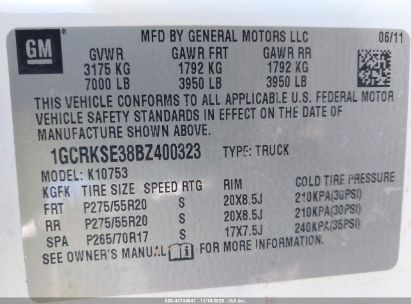 GM
MFD BY GENERAL MOTORS LLC 06/11
GVWR GAWR FRT GAWR RR
3175 KG 1792 KG 1792 KG
7000 LB 3950 LB 3950 LB
THIS VEHICLE CONFORMS TO ALL APPLICABLE U.S. FEDERAL MOTOR
VEHICLE SAFETY STANDARDS IN EFFECT ON THE DATE OF
MANUFACTURE SHOWN ABOVE.
1GCRKSE38BZ400323 TYPE: TRUCK
MODEL: K10753
KGFK TIRE SIZE SPEED RTG RIM COLD TIRE PRESSURE
FRT P275/55R20 S 20X8.5J 210KPA(30PSI)
RR P275/55R20 S 20X8.5J 210KPA(30PSI)
SPA P265/70R17 S 17X7.5J 240KPA(35PSI)
SEE OWNER'S MANUAL FOR MORE INFORMATION.